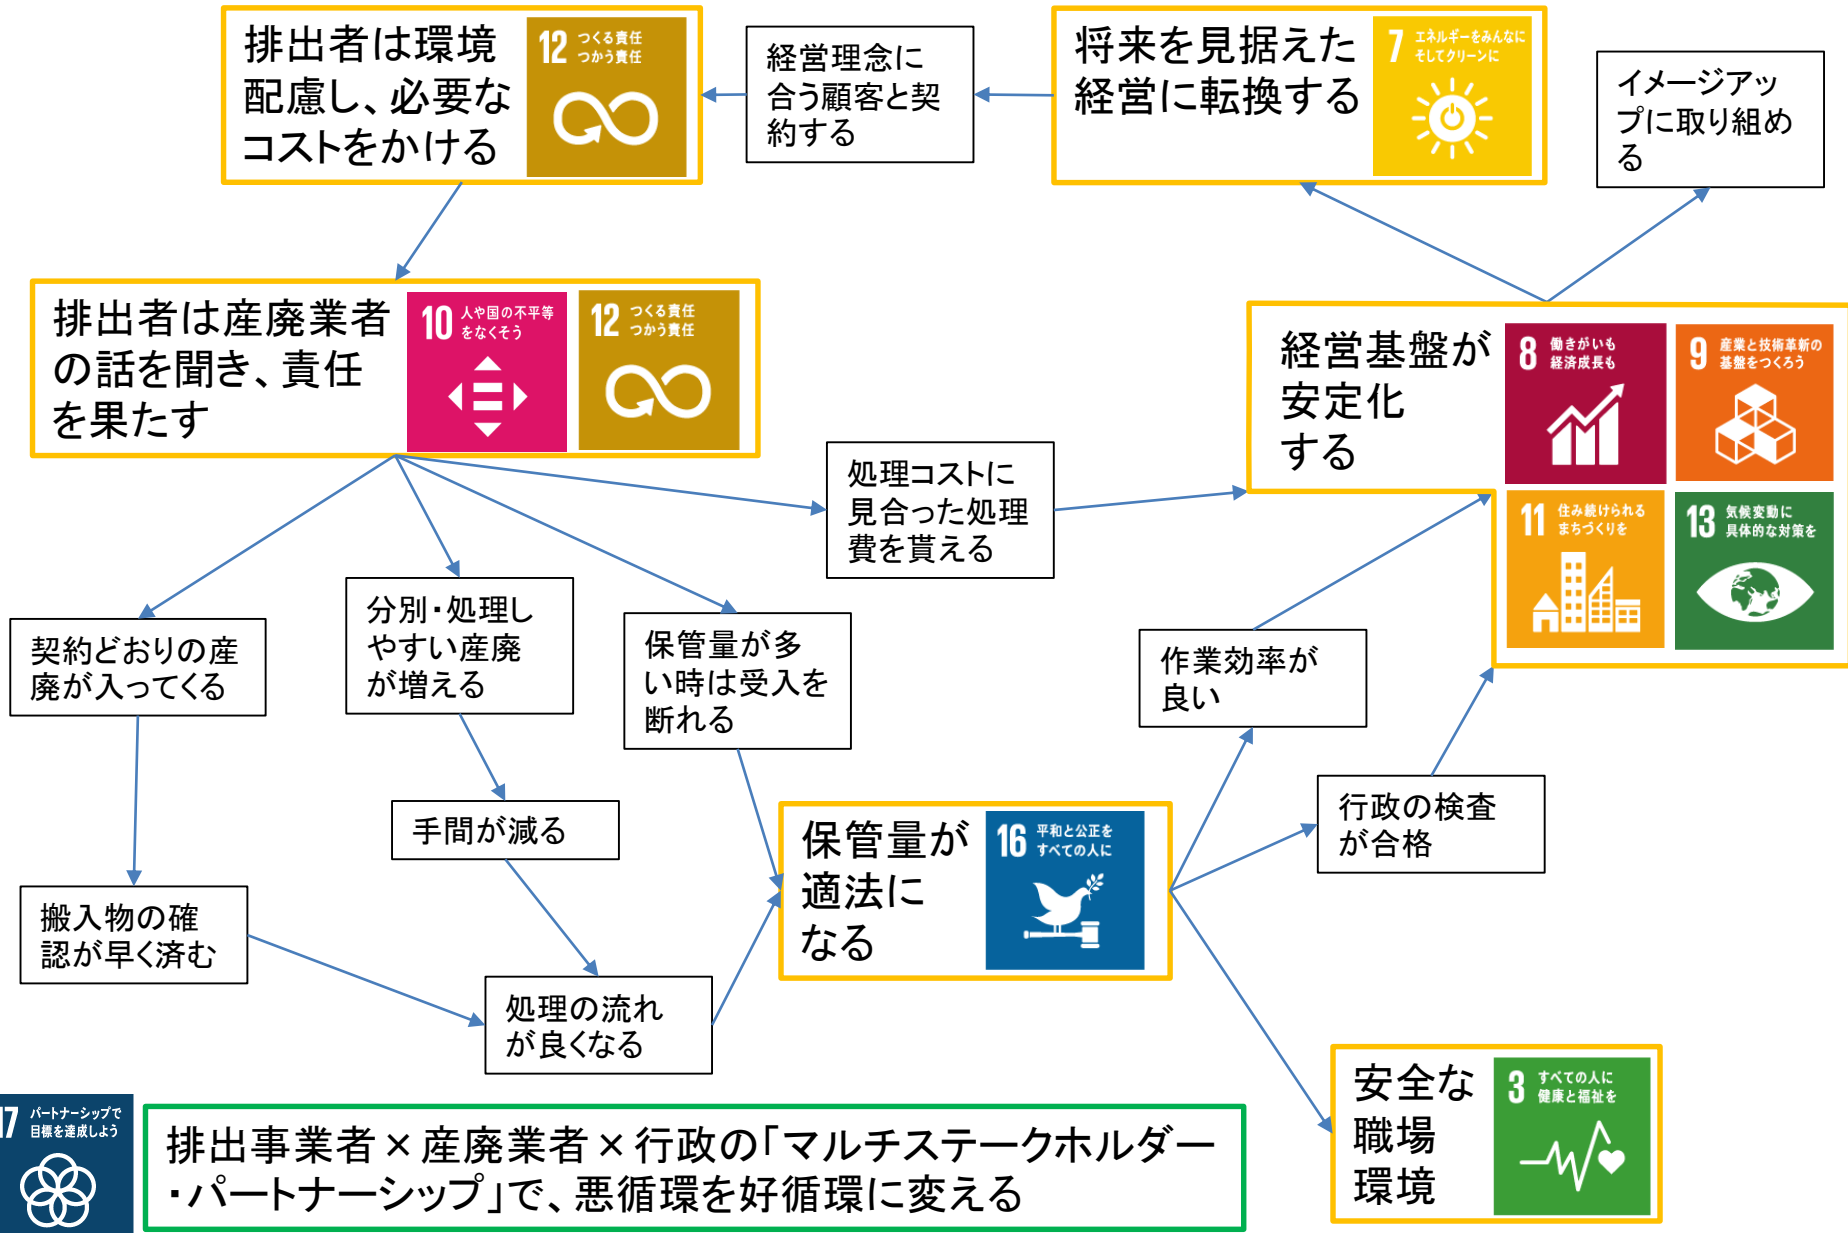 排出者は環境
配慮し、必要な
コストをかける
12 つくる責任
つかう責任
経営理念に
合う顧客と契
約する
将来を見据えた
経営に転換する
7 エネルギーをみんなに
そしてクリーンに
イメージアッ
プに取り組め
る
排出者は産廃業者
の話を聞き、責任
を果たす
10 人や国の不平等
をなくそう
12 つくる責任
つかう責任
経営基盤が
安定化
する
8 働きがいも
経済成長も
9 産業と技術革新の
基盤をつくろう
11 住み続けられる
まちづくりを
13 気候変動に
具体的な対策を
処理コストに
見合った処理
費を貰える
契約どおりの産
廃が入ってくる
分別・処理し
やすい産廃
が増える
保管量が多
い時は受入を
断れる
作業効率が
良い
手間が減る
保管量が
適法に
なる
16 平和と公正を
すべての人に
行政の検査
が合格
搬入物の確
認が早く済む
処理の流れ
が良くなる
安全な
職場
環境
3 すべての人に
健康と福祉を
17 パートナーシップで
目標を達成しよう
排出事業者×産廃業者×行政の「マルチステークホルダー
・パートナーシップ」で、悪循環を好循環に変える